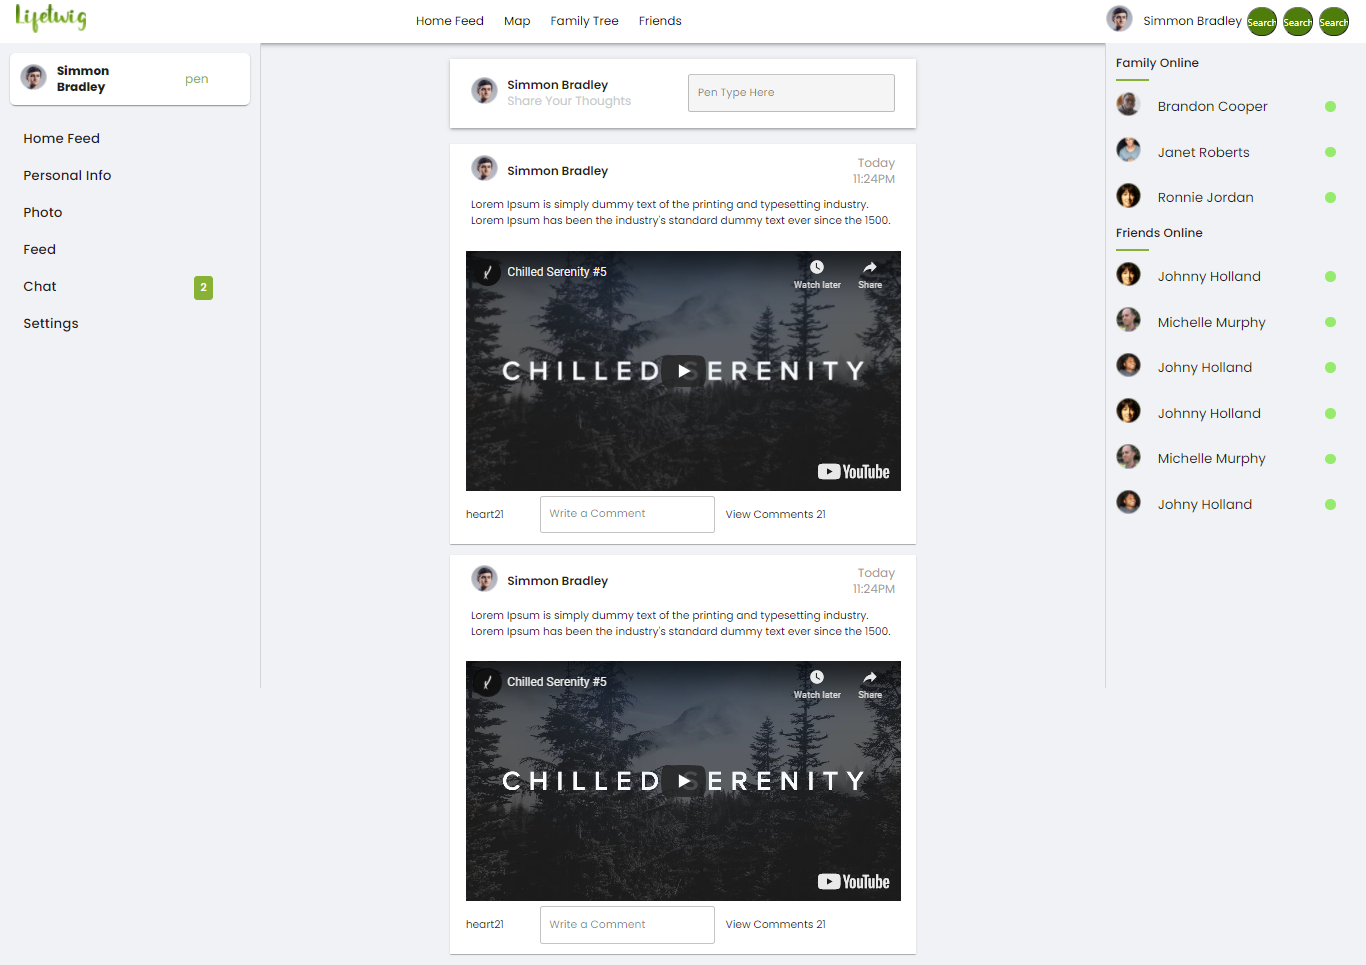 Lifetwig
Home Feed Map Family Tree Friends
Simmon Bradley Search Search Search
Simmon
Bradley
pen
Home Feed
Personal Info
Photo
Feed
Chat 2
Settings
Simmon Bradley
Share Your Thoughts
Pen Type Here
Simmon Bradley
Today
11:24PM
Lorem Ipsum is simply dummy text of the printing and typesetting industry.
Lorem Ipsum has been the industry's standard dummy text ever since the 1500.
Chilled Serenity #5
Watch later Share
CHILLED SERENITY
YouTube
heart21 Write a Comment View Comments 21
Simmon Bradley
Today
11:24PM
Lorem Ipsum is simply dummy text of the printing and typesetting industry.
Lorem Ipsum has been the industry's standard dummy text ever since the 1500.
Chilled Serenity #5
Watch later Share
CHILLED SERENITY
YouTube
heart21 Write a Comment View Comments 21
Family Online
Brandon Cooper
Janet Roberts
Ronnie Jordan
Friends Online
Johnny Holland
Michelle Murphy
Johny Holland
Johnny Holland
Michelle Murphy
Johny Holland